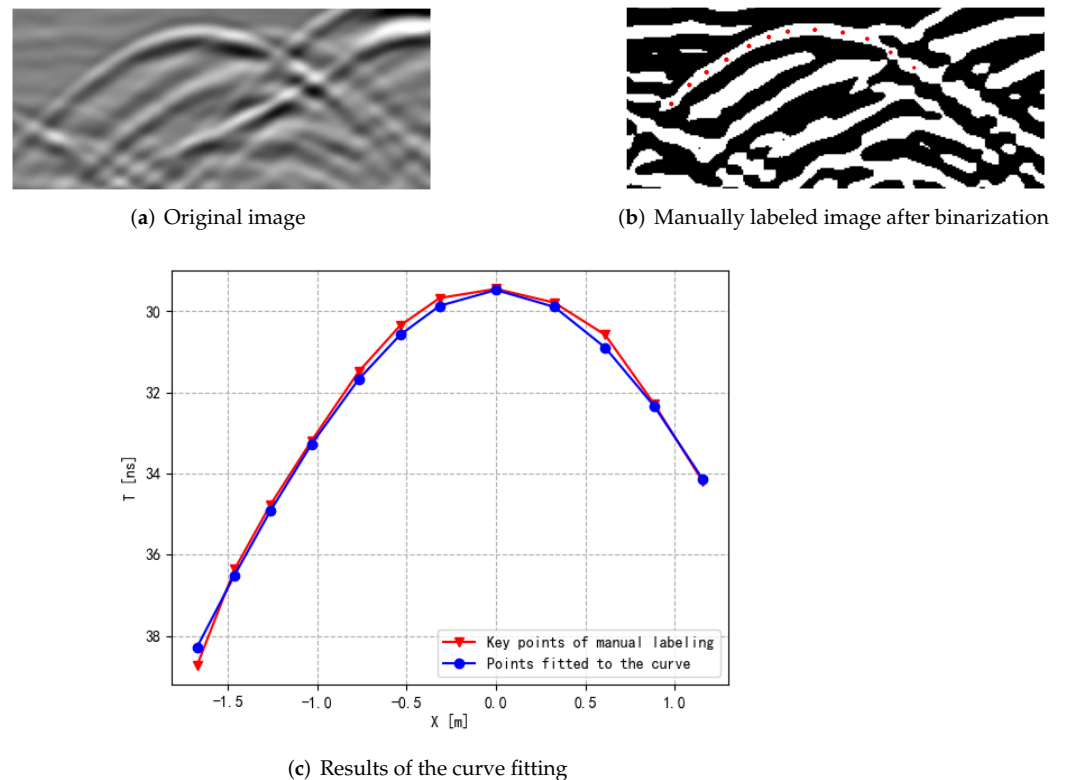 (a) Original image
(b) Manually labeled image after binarization
30
32
34
36
38
T [ns]
Key points of manual labeling
Points fitted to the curve
-1.5 -1.0 -0.5 0.0 0.5 1.0
X [m]
(c) Results of the curve fitting